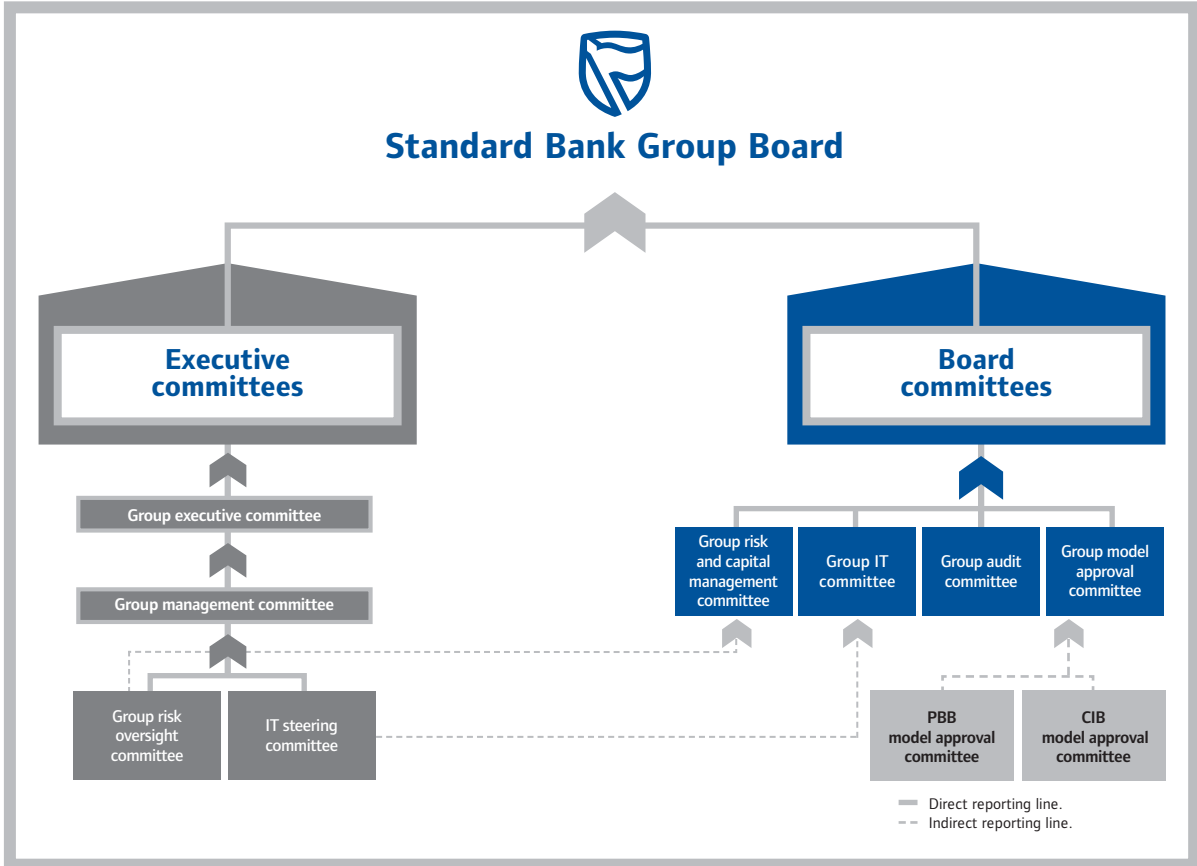 Standard Bank Group Board
Executive
committees
Board
committees
Group executive committee
Group management committee
Group risk
oversight
committee
IT steering
committee
Group risk
and capital
management
committee
Group IT
committee
Group audit
committee
Group model
approval
committee
PBB
model approval
committee
CIB
model approval
committee
Direct reporting line.
Indirect reporting line.